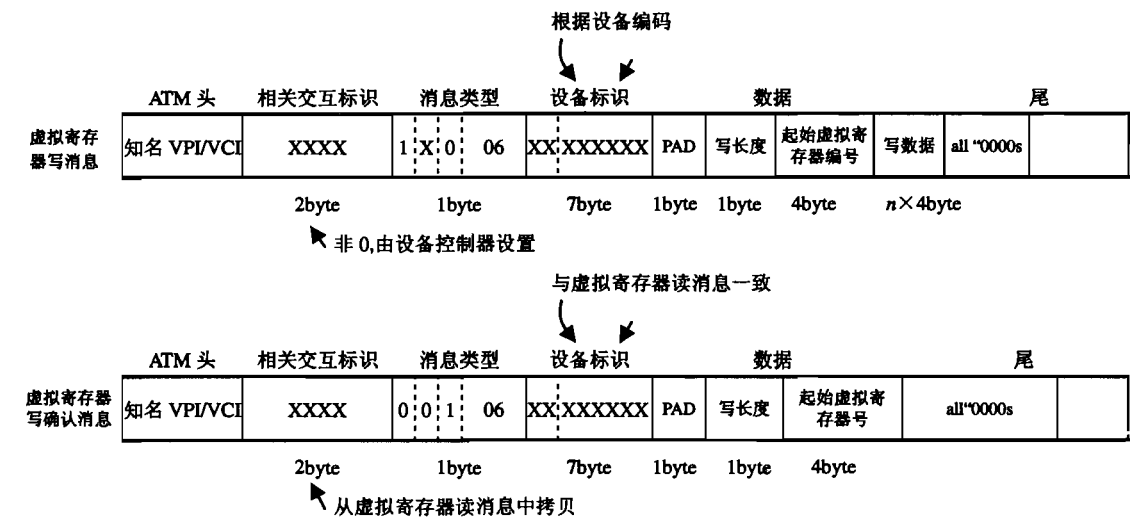 根据设备编码
ATM 头 相关交互标识 消息类型 设备标识 数据 尾
虚拟寄存
器写消息
知名 VPI/VCI XXXX 1 X 0 06 XX XXXXXX PAD 写长度 起始虚拟寄
存器编号 写数据 all “0000s
2byte 1byte 7byte 1byte 1byte 4byte n×4byte
非 0,由设备控制器设置
与虚拟寄存器读消息一致
ATM 头 相关交互标识 消息类型 设备标识 数据 尾
虚拟寄存器
写确认消息
知名 VPI/VCI XXXX 0 0 1 06 XX XXXXXX PAD 写长度 起始虚拟寄
存器号 all“0000s
2byte 1byte 7byte 1byte 1byte 4byte
从虚拟寄存器读消息中拷贝